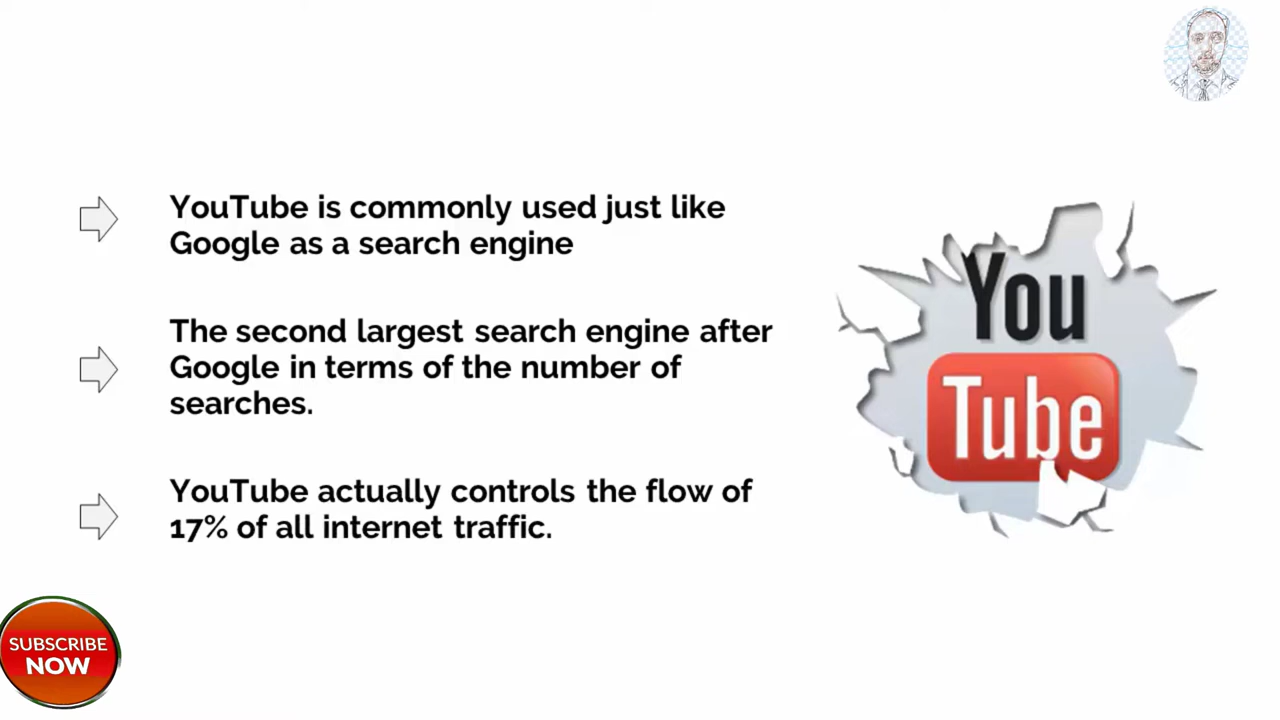 YouTube is commonly used just like
Google as a search engine
The second largest search engine after
Google in terms of the number of
searches.
YouTube actually controls the flow of
17% of all internet traffic.
You
Tube
SUBSCRIBE
NOW